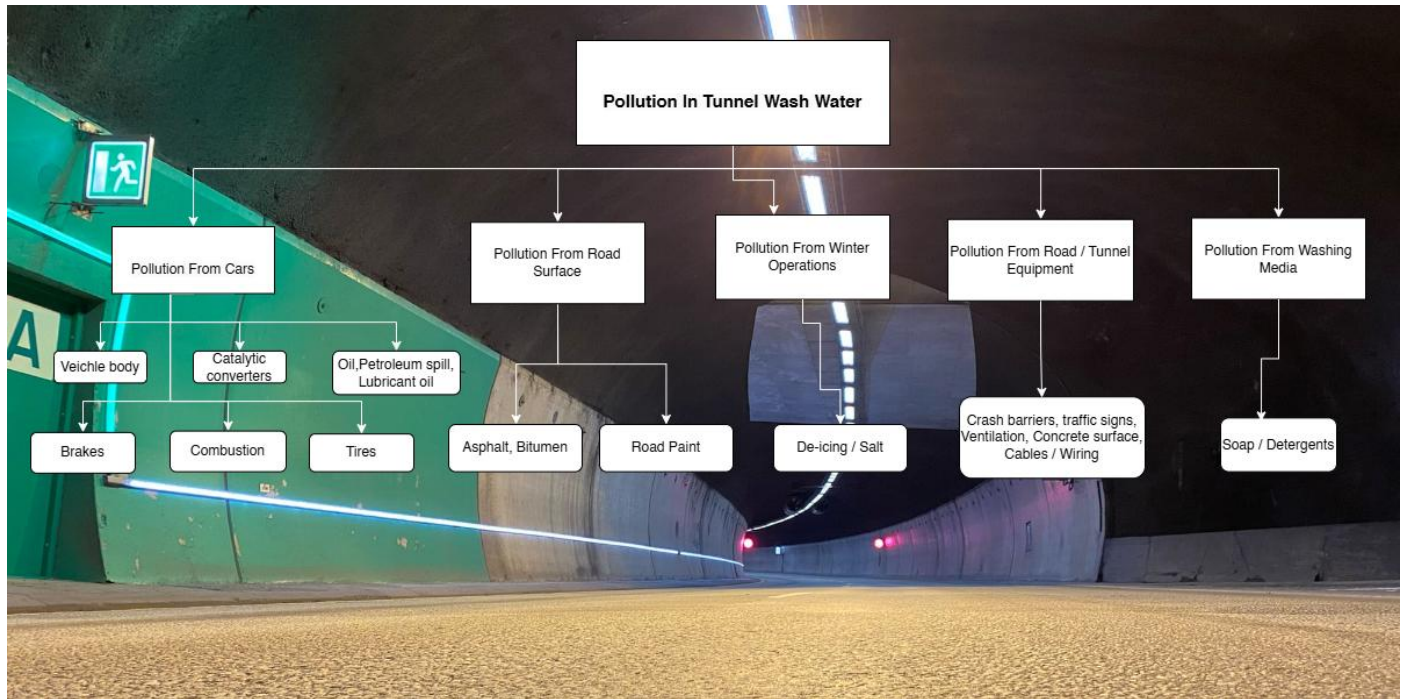 Pollution In Tunnel Wash Water
Pollution From Cars
Pollution From Road
Surface
Pollution From Winter
Operations
Pollution From Road / Tunnel
Equipment
Pollution From Washing
Media
Veichle body
Catalytic
converters
Oil,Petroleum spill,
Lubricant oil
Brakes
Combustion
Tires
Asphalt, Bitumen
Road Paint
De-icing / Salt
Crash barriers, traffic signs,
Ventilation, Concrete surface,
Cables / Wiring
Soap / Detergents
A